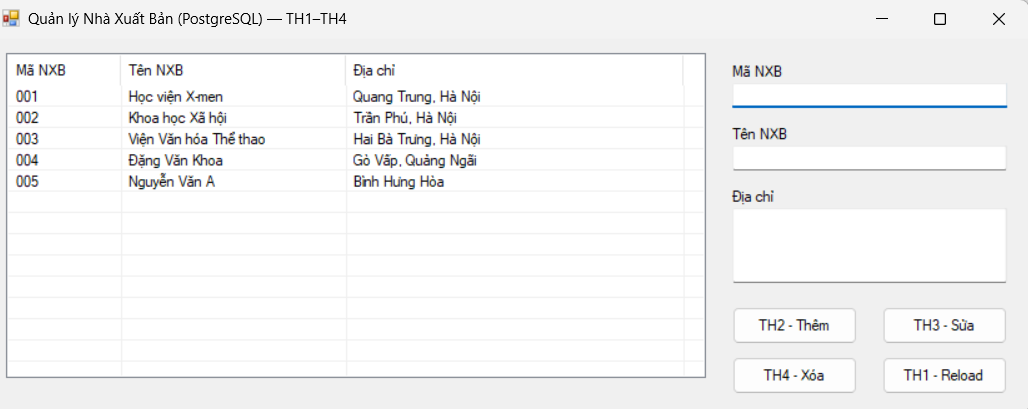 Quản lý Nhà Xuất Bản (PostgreSQL) — TH1–TH4
Mã NXB Tên NXB Địa chỉ
001 Học viện X-men Quang Trung, Hà Nội
002 Khoa học Xã hội Trần Phú, Hà Nội
003 Viện Văn hóa Thể thao Hai Bà Trưng, Hà Nội
004 Đặng Văn Khoa Gò Vấp, Quảng Ngãi
005 Nguyễn Văn A Bình Hưng Hòa
Mã NXB
Tên NXB
Địa chỉ
TH2 - Thêm TH3 - Sửa
TH4 - Xóa TH1 - Reload